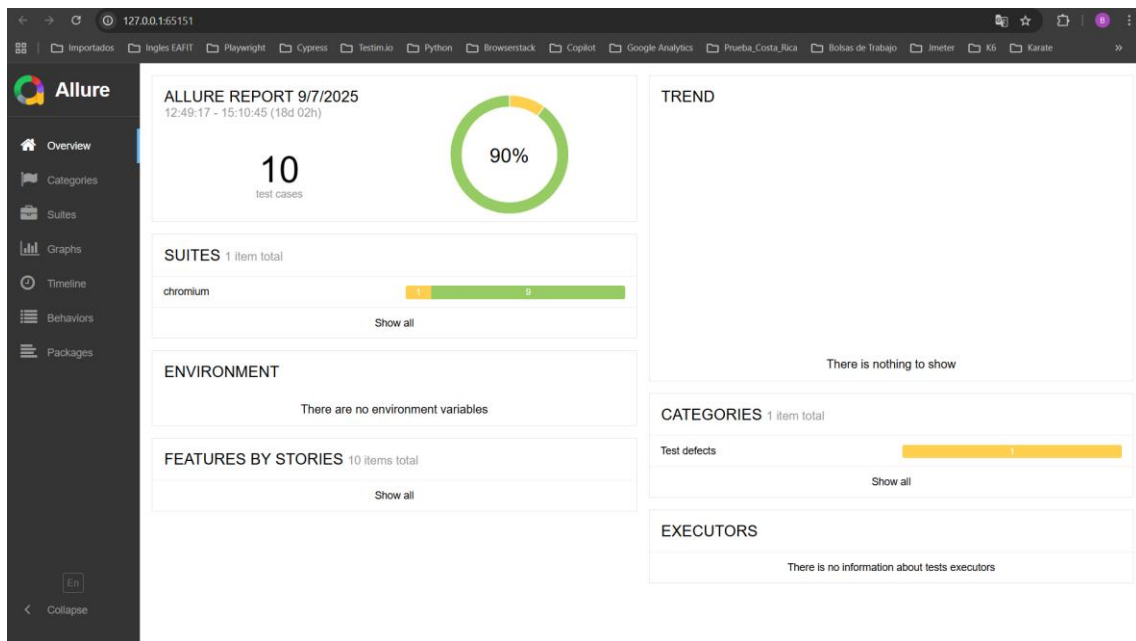 127.0.0.1:65151
B
Importados Ingles EAFIT Playwright Cypress Testim.io Python Browserstack Copilot Google Analytics Prueba_Costa_Rica Bolsas de Trabajo Jmeter K6 Karate »
Allure
Overview
Categories
Suites
Graphs
Timeline
Behaviors
Packages
En
Collapse
ALLURE REPORT 9/7/2025
12:49:17 - 15:10:45 (18d 02h)
10
test cases
90%
SUITES 1 item total
chromium 1 9
Show all
ENVIRONMENT
There are no environment variables
FEATURES BY STORIES 10 items total
Show all
TREND
There is nothing to show
CATEGORIES 1 item total
Test defects 1
Show all
EXECUTORS
There is no information about tests executors